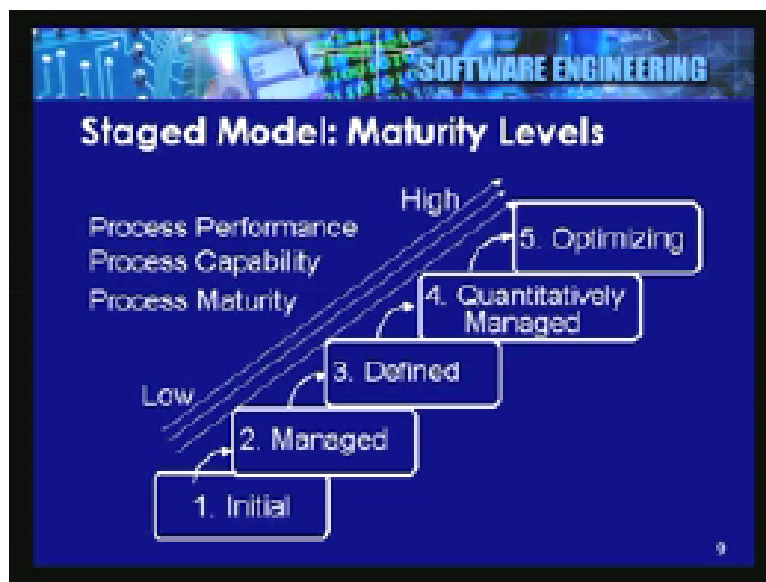 SOFTWARE ENGINEERING
Staged Model: Maturity Levels
High
Process Performance
Process Capability
Process Maturity
Low
5. Optimizing
4. Quantitatively
Managed
3. Defined
2. Managed
1. Initial
9